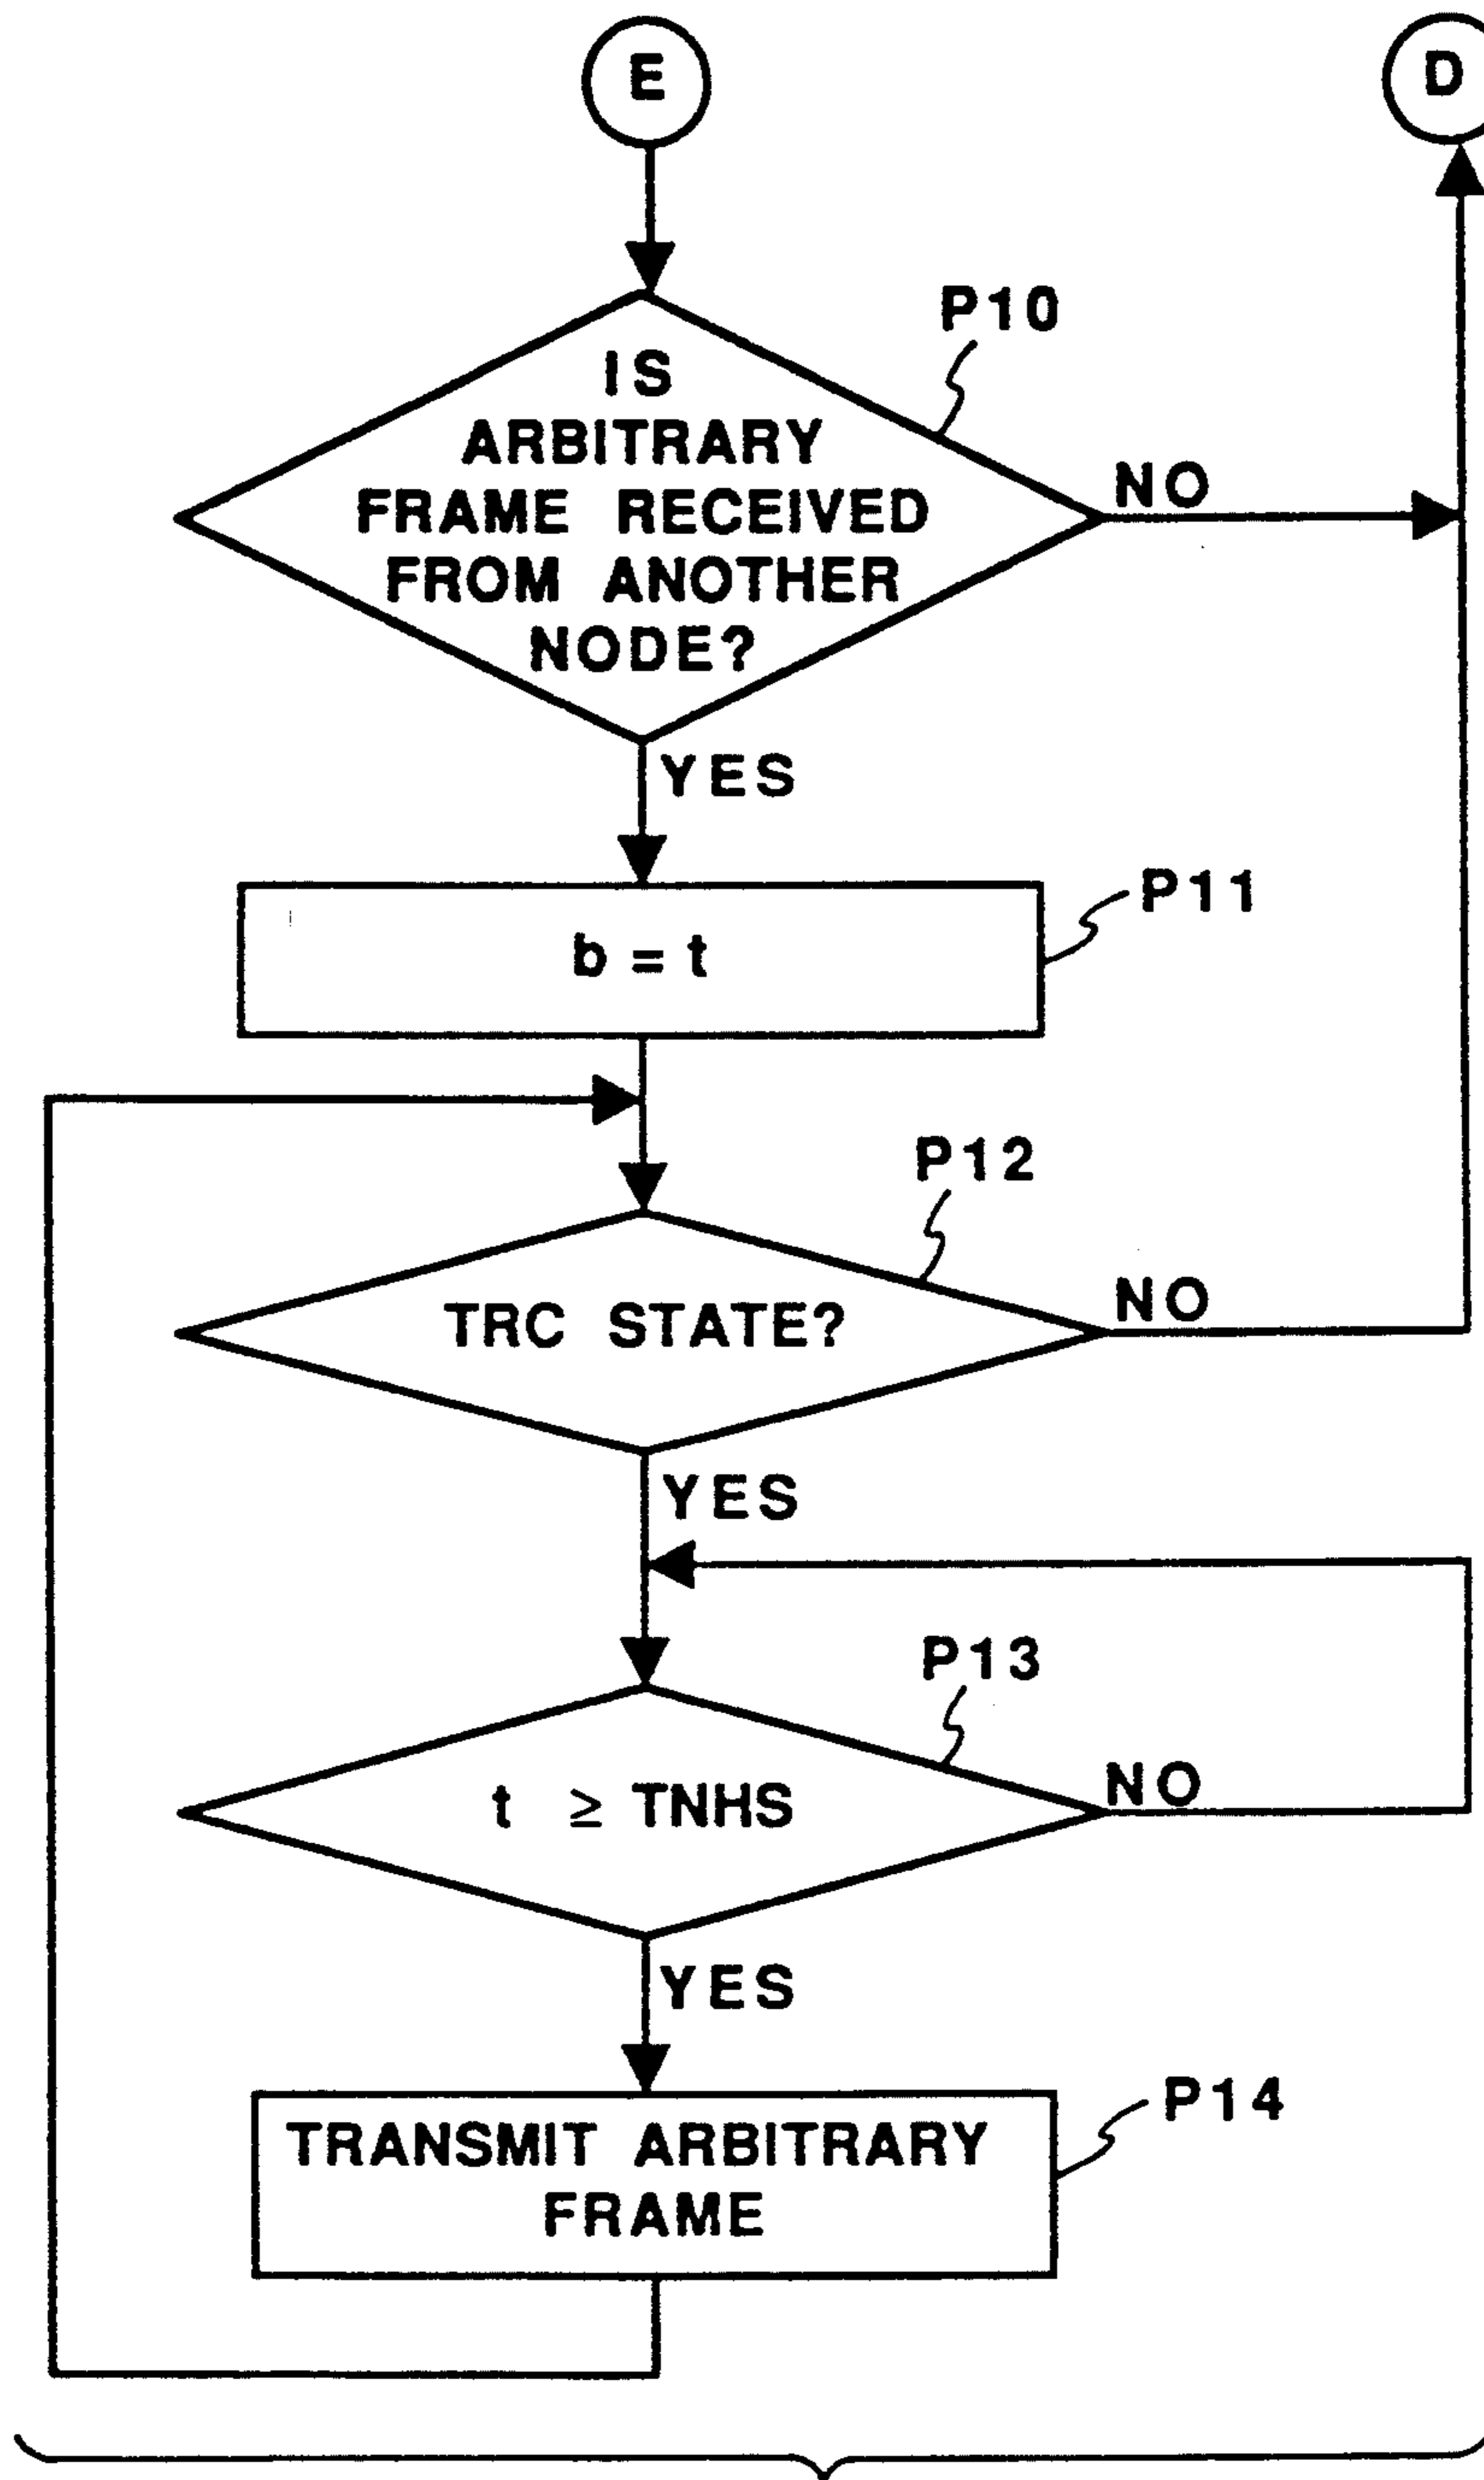 E
D
P10
IS
ARBITRARY
FRAME RECEIVED
FROM ANOTHER
NODE?
NO
YES
P11
b = t
P12
TRC STATE?
NO
YES
P13
t ≥ TNHS
NO
YES
P14
TRANSMIT ARBITRARY
FRAME